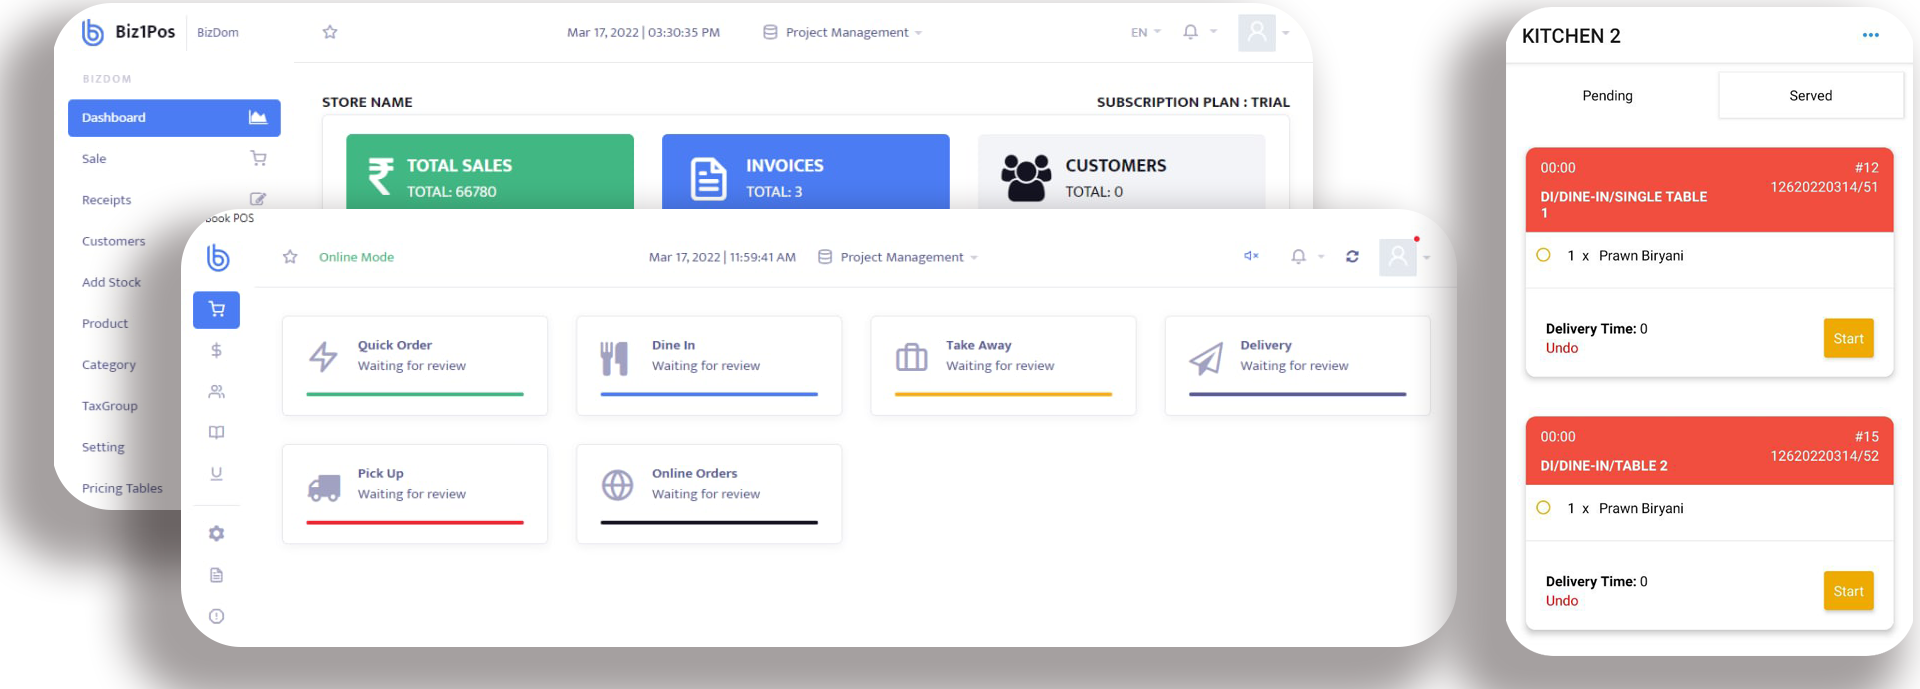 Biz1Pos
BizDom
Mar 17, 2022 | 03:30:35 PM
Project Management
EN
BIZDOM
Dashboard
Sale
Receipts
Customers
Add Stock
Product
Category
TaxGroup
Setting
Pricing Tables
STORE NAME
SUBSCRIPTION PLAN : TRIAL
TOTAL SALES
TOTAL: 66780
INVOICES
TOTAL: 3
CUSTOMERS
TOTAL: 0
POS
Online Mode
Mar 17, 2022 | 11:59:41 AM
Project Management
Quick Order
Waiting for review
Dine In
Waiting for review
Take Away
Waiting for review
Delivery
Waiting for review
Pick Up
Waiting for review
Online Orders
Waiting for review
KITCHEN 2
Pending
Served
00:00
#12
12620220314/51
DI/DINE-IN/SINGLE TABLE
1
1 x Prawn Biryani
Delivery Time: 0
Undo
Start
00:00
#15
12620220314/52
DI/DINE-IN/TABLE 2
1 x Prawn Biryani
Delivery Time: 0
Undo
Start